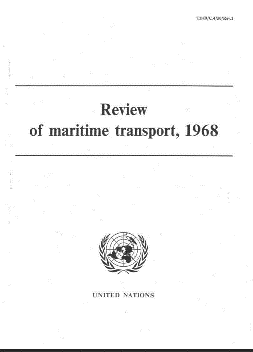 Review
of maritime transport, 1968
UNITED NATIONS